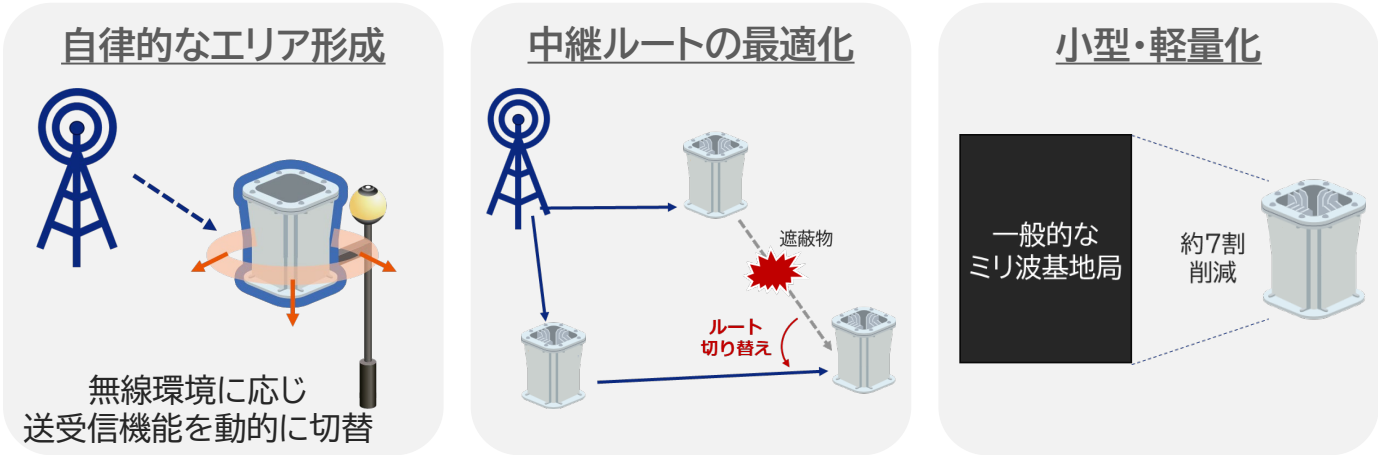 自律的なエリア形成
無線環境に応じ
送受信機能を動的に切替
中継ルートの最適化
遮蔽物
ルート
切り替え
小型・軽量化
一般的な
ミリ波基地局
約7割
削減